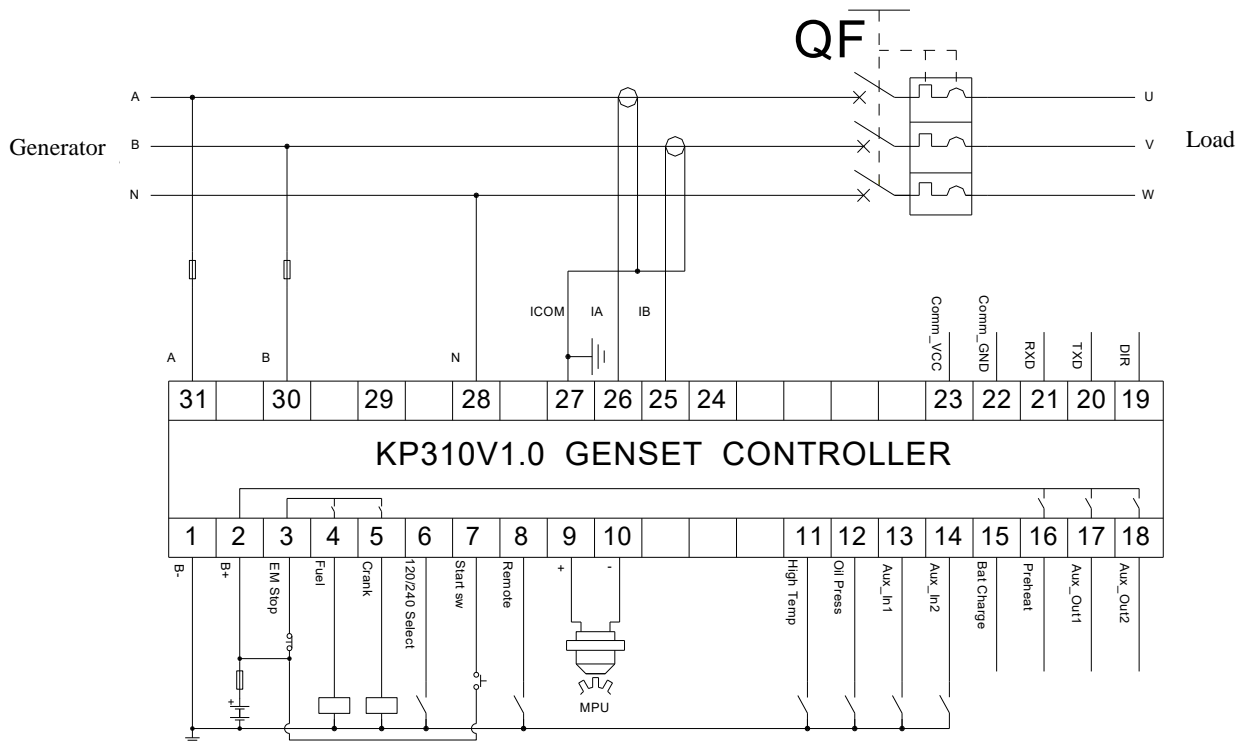 QF
A
U
Generator
B
V
Load
N
W
ICOM
IA
IB
Comm_VCC
Comm_GND
RXD
TXD
DIR
A
B
N
31
30
29
28
27
26
25
24
23
22
21
20
19
KP310V1.0 GENSET CONTROLLER
1
2
3
4
5
6
7
8
9
10
11
12
13
14
15
16
17
18
B-
B+
EM Stop
Fuel
Crank
120/240 Select
Start sw
Remote
+
-
High Temp
Oil Press
Aux_In1
Aux_In2
Bat Charge
Preheat
Aux_Out1
Aux_Out2
+
MPU